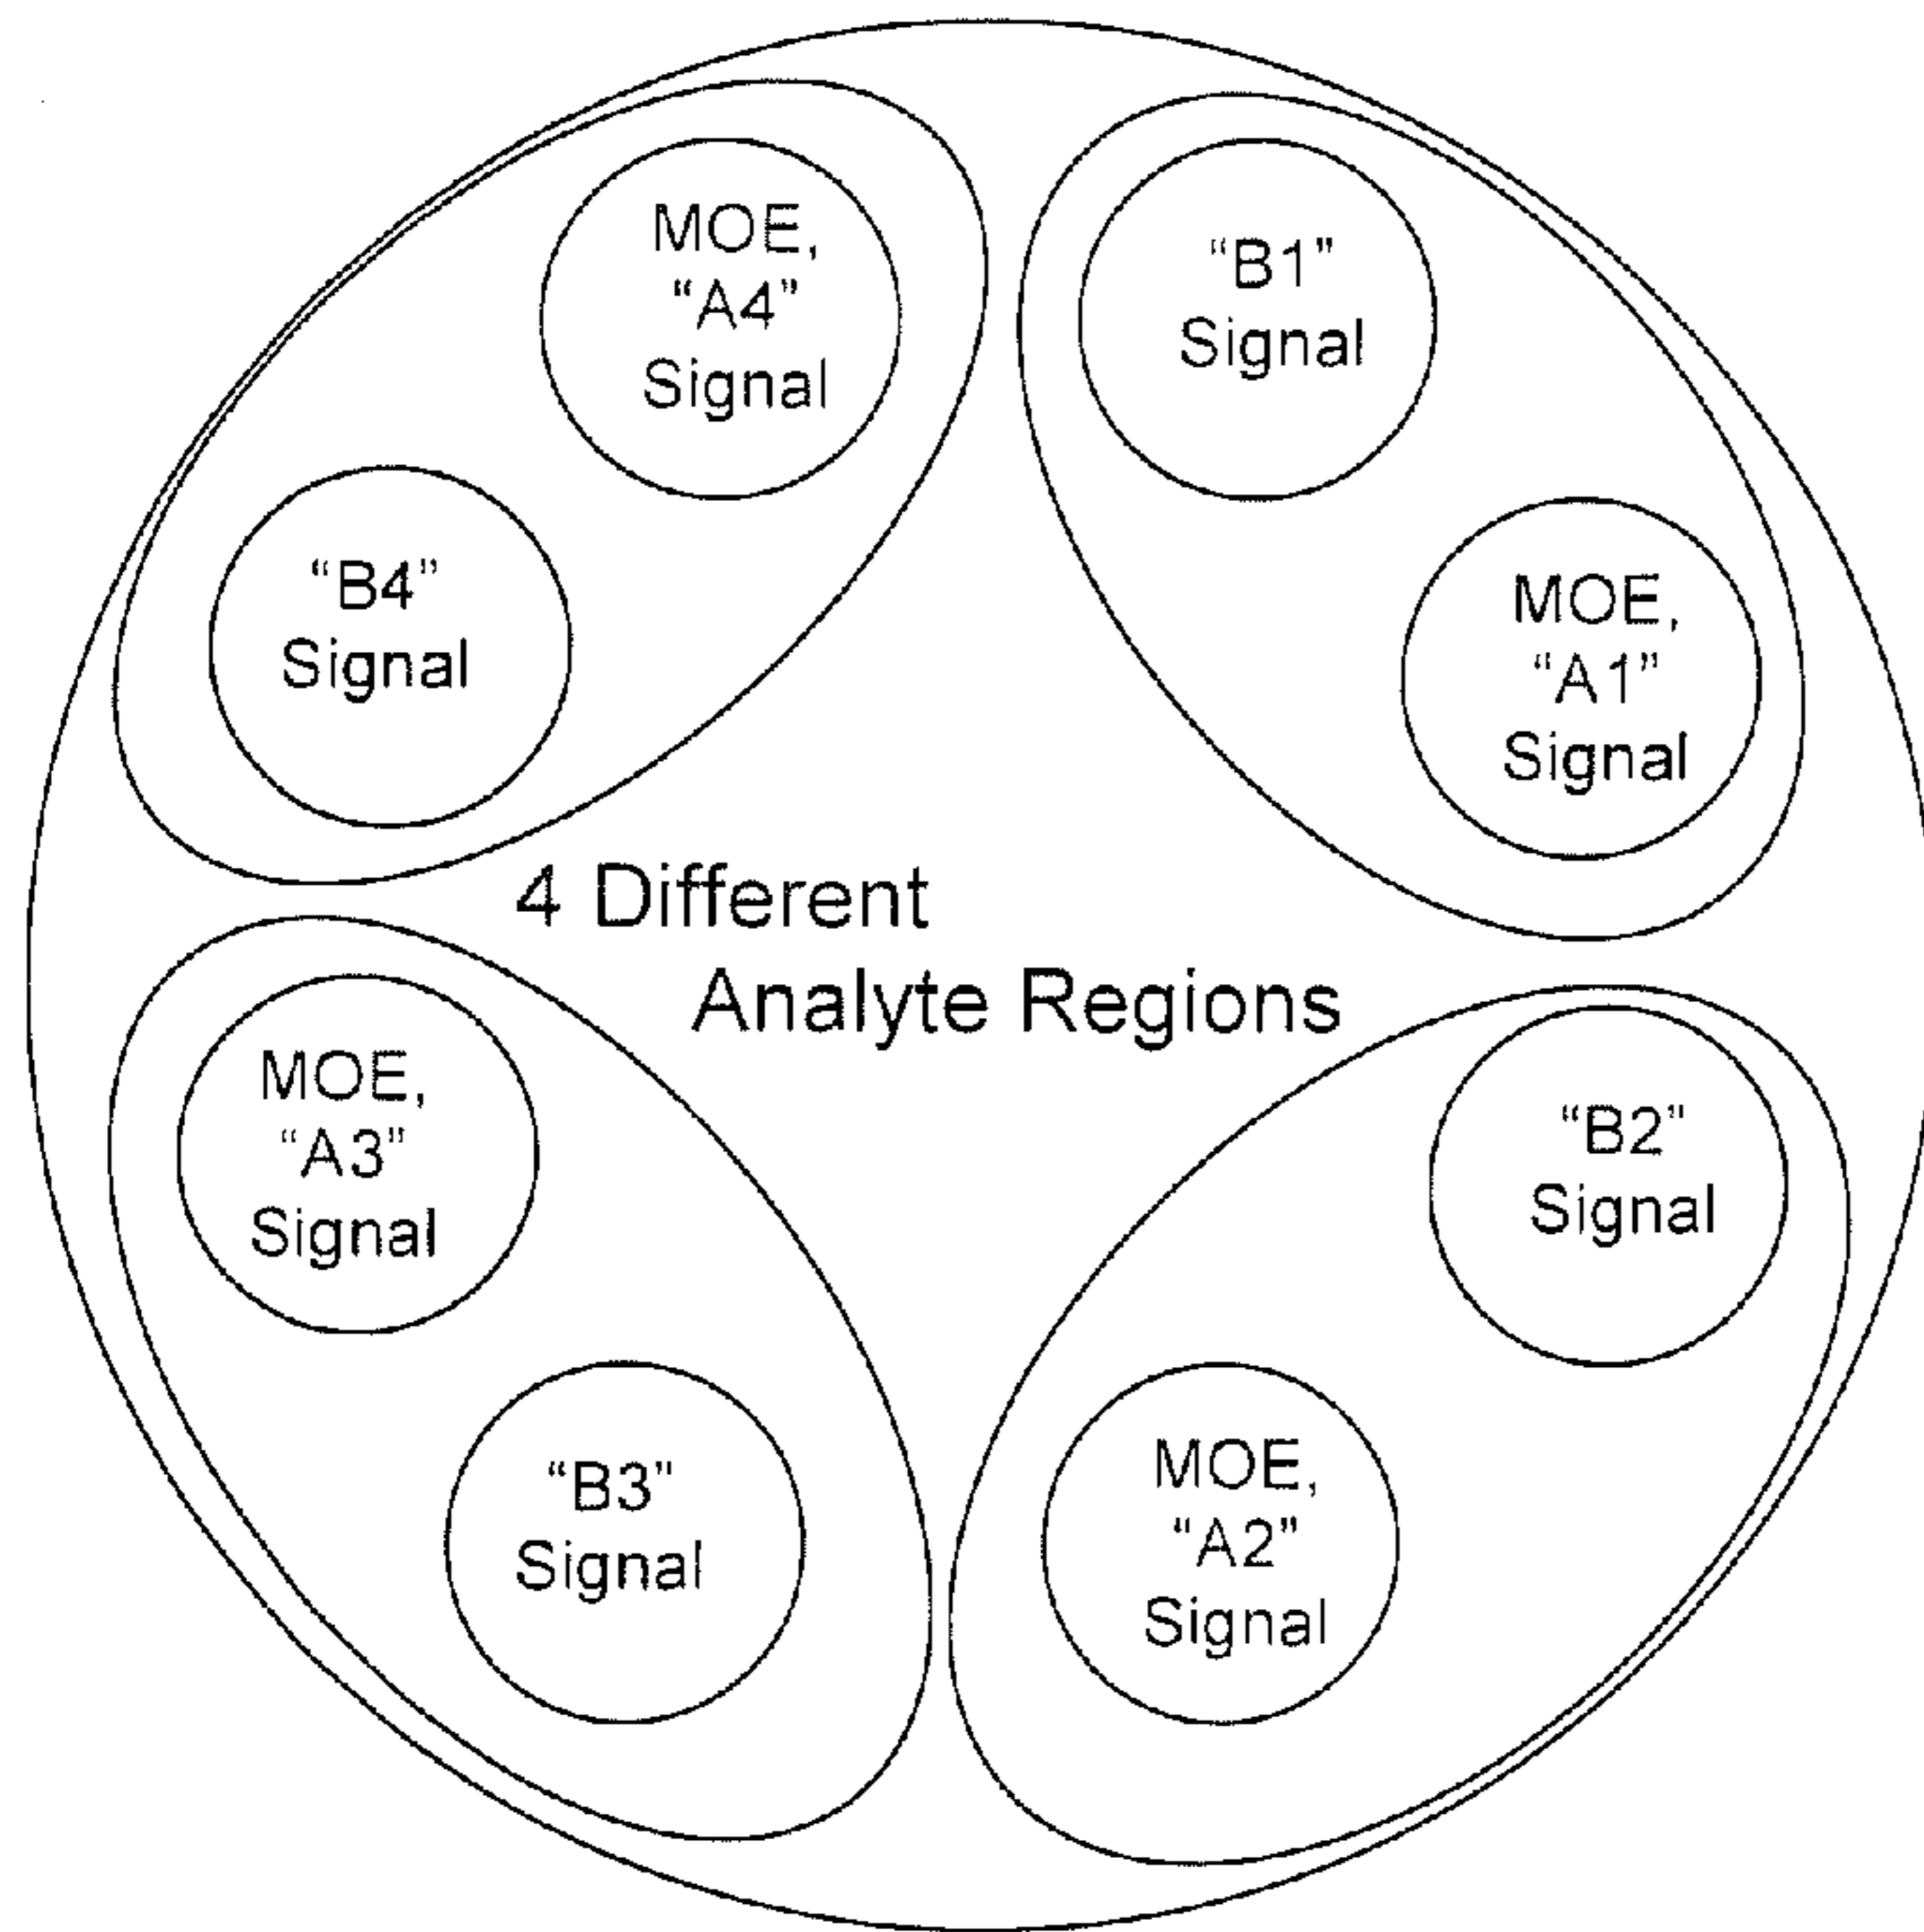 MOE,
“A4”
Signal
“B1”
Signal
“B4”
Signal
MOE,
“A1”
Signal
4 Different
Analyte Regions
MOE,
“A3”
Signal
“B2”
Signal
“B3”
Signal
MOE,
“A2”
Signal